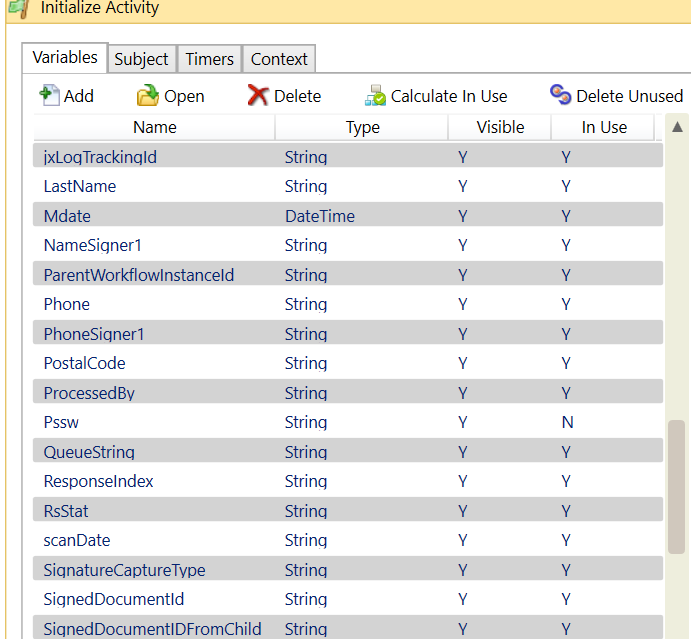 Initialize Activity
Variables Subject Timers Context
Add Open Delete Calculate In Use Delete Unused
Name Type Visible In Use
jxLogTrackingId String Y Y
LastName String Y Y
Mdate DateTime Y Y
NameSigner1 String Y Y
ParentWorkflowInstanceId String Y Y
Phone String Y Y
PhoneSigner1 String Y Y
PostalCode String Y Y
ProcessedBy String Y Y
Pssw String Y N
QueueString String Y Y
ResponseIndex String Y Y
RsStat String Y Y
scanDate String Y Y
SignatureCaptureType String Y Y
SignedDocumentId String Y Y
SignedDocumentIDFromChild String Y Y